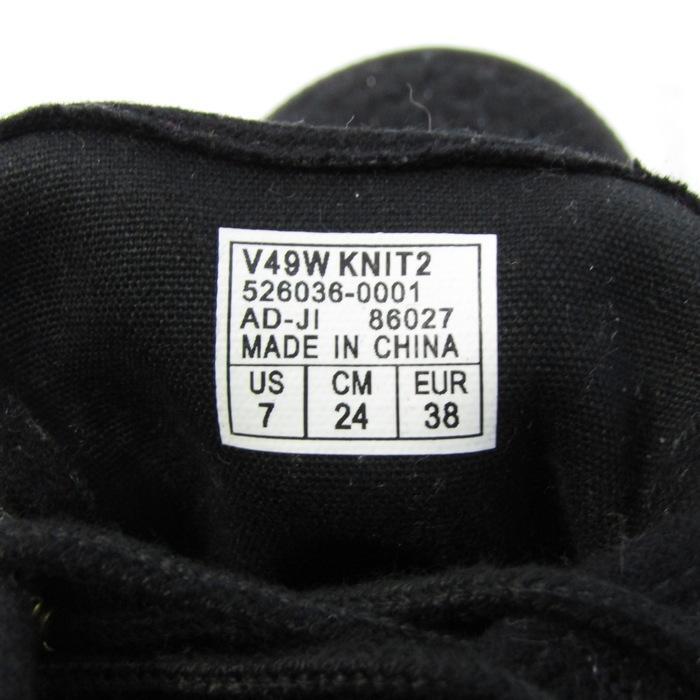 V49W KNIT2
526036-0001
AD-JI 86027
MADE IN CHINA
US CM EUR
7 24 38